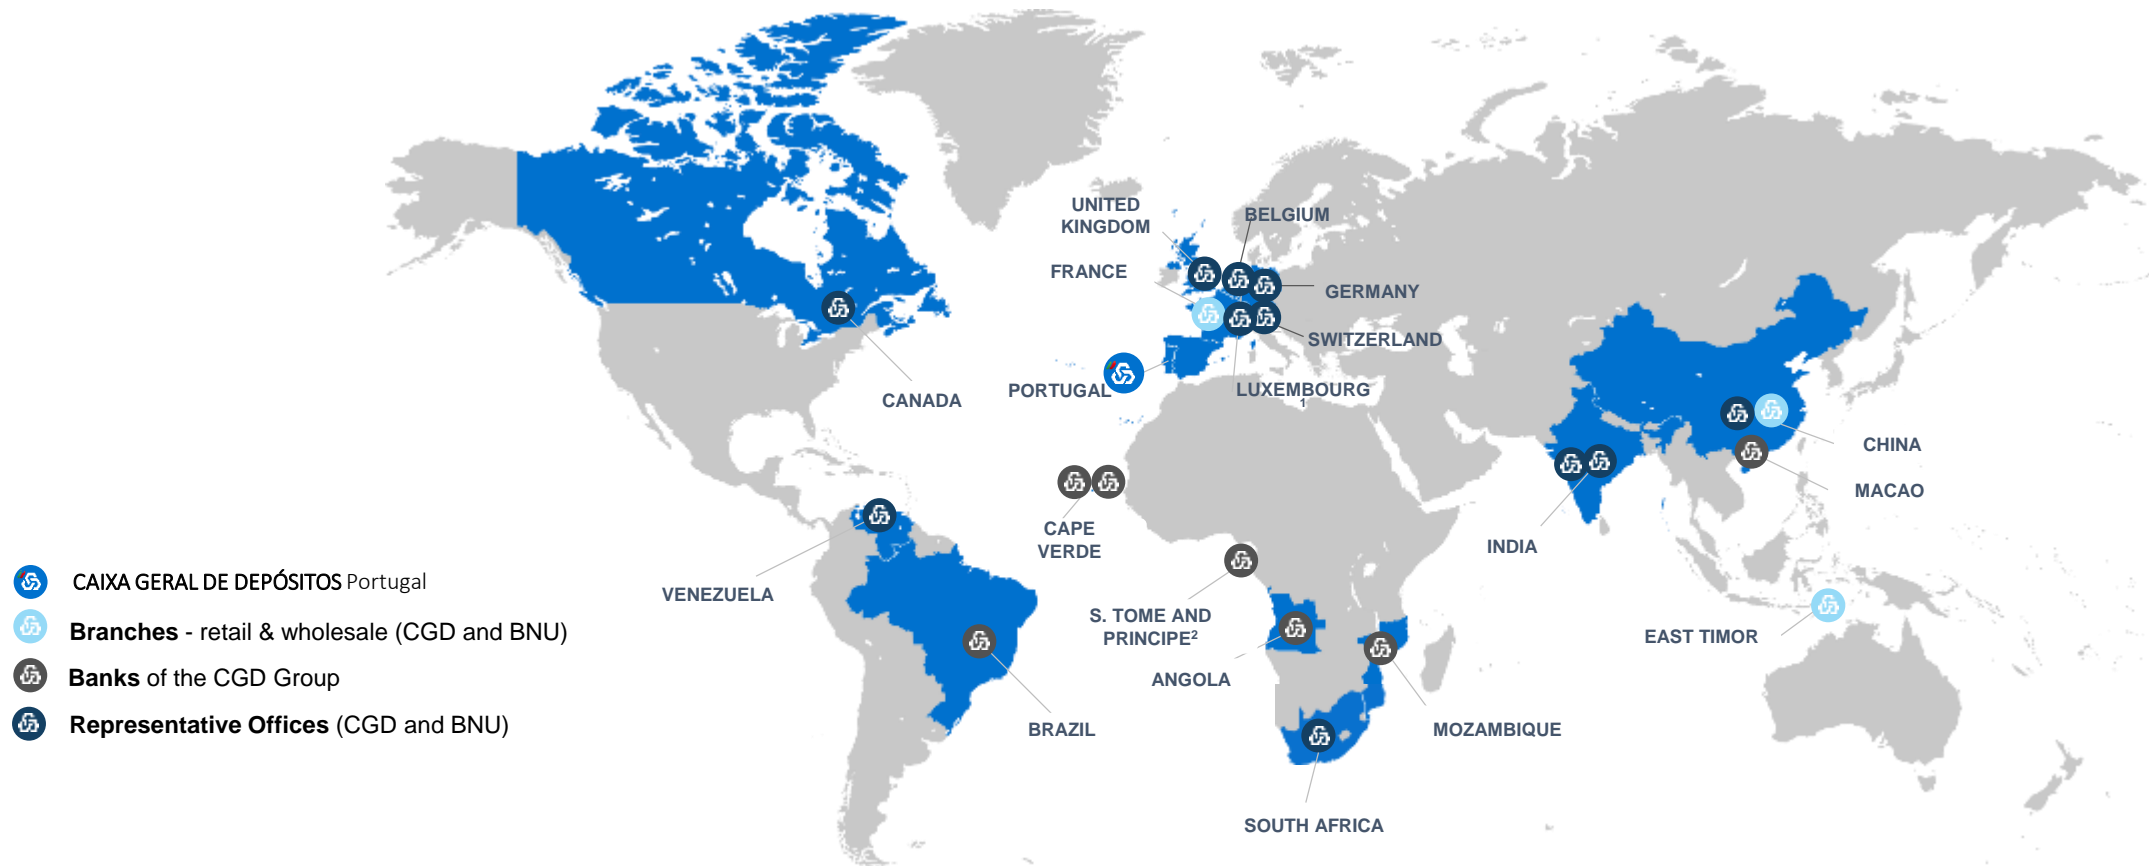 UNITED
KINGDOM
BELGIUM
FRANCE
GERMANY
SWITZERLAND
PORTUGAL
LUXEMBOURG
1
CANADA
CHINA
MACAO
CAPE
VERDE
INDIA
VENEZUELA
S. TOME AND
PRINCIPE²
EAST TIMOR
ANGOLA
BRAZIL
MOZAMBIQUE
SOUTH AFRICA
CAIXA GERAL DE DEPÓSITOS Portugal
Branches - retail & wholesale (CGD and BNU)
Banks of the CGD Group
Representative Offices (CGD and BNU)